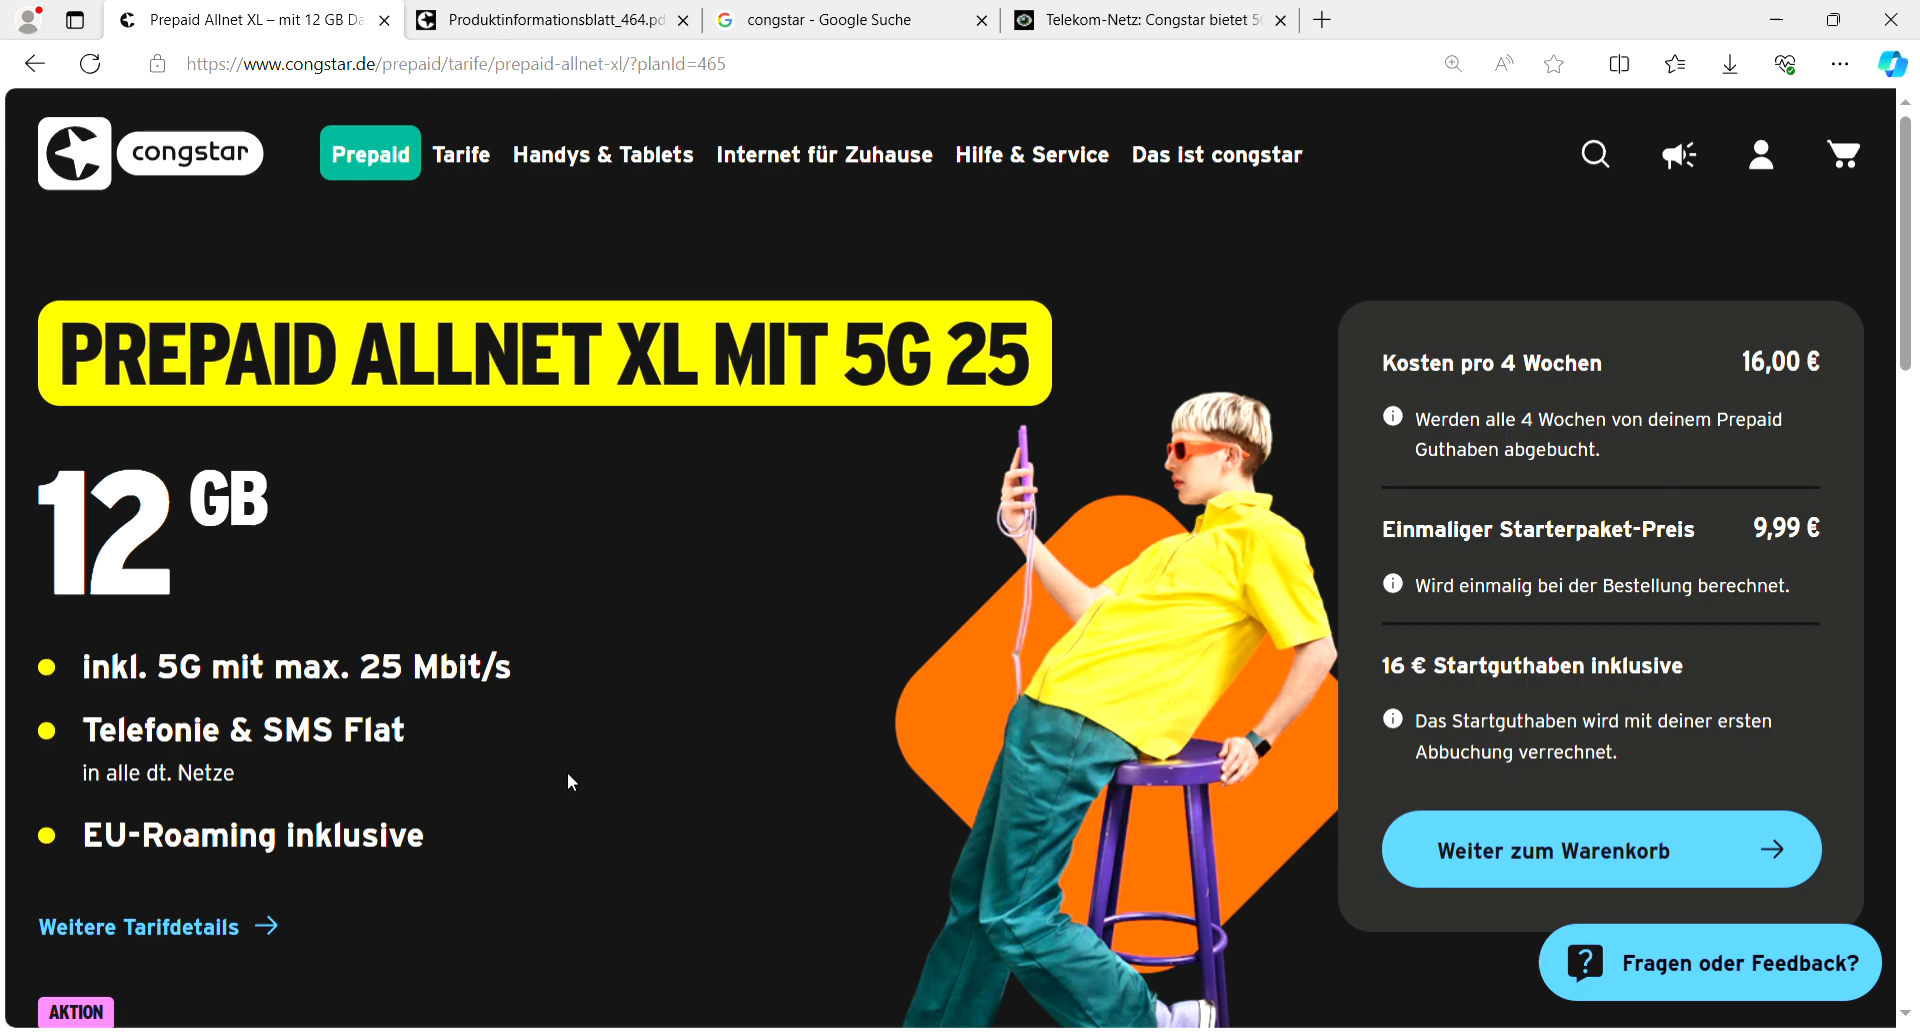 Prepaid Allnet XL – mit 12 GB Da
Produktinformationsblatt_464.pd
congstar - Google Suche
Telekom-Netz: Congstar bietet 5G
https://www.congstar.de/prepaid/tarife/prepaid-allnet-xl/?planId=465
congstar
Prepaid
Tarife
Handys & Tablets
Internet für Zuhause
Hilfe & Service
Das ist congstar
PREPAID ALLNET XL MIT 5G 25
12 GB
inkl. 5G mit max. 25 Mbit/s
Telefonie & SMS Flat
in alle dt. Netze
EU-Roaming inklusive
Weitere Tarifdetails
AKTION
Kosten pro 4 Wochen 16,00 €
Werden alle 4 Wochen von deinem Prepaid
Guthaben abgebucht.
Einmaliger Starterpaket-Preis 9,99 €
Wird einmalig bei der Bestellung berechnet.
16 € Startguthaben inklusive
Das Startguthaben wird mit deiner ersten
Abbuchung verrechnet.
Weiter zum Warenkorb
Fragen oder Feedback?